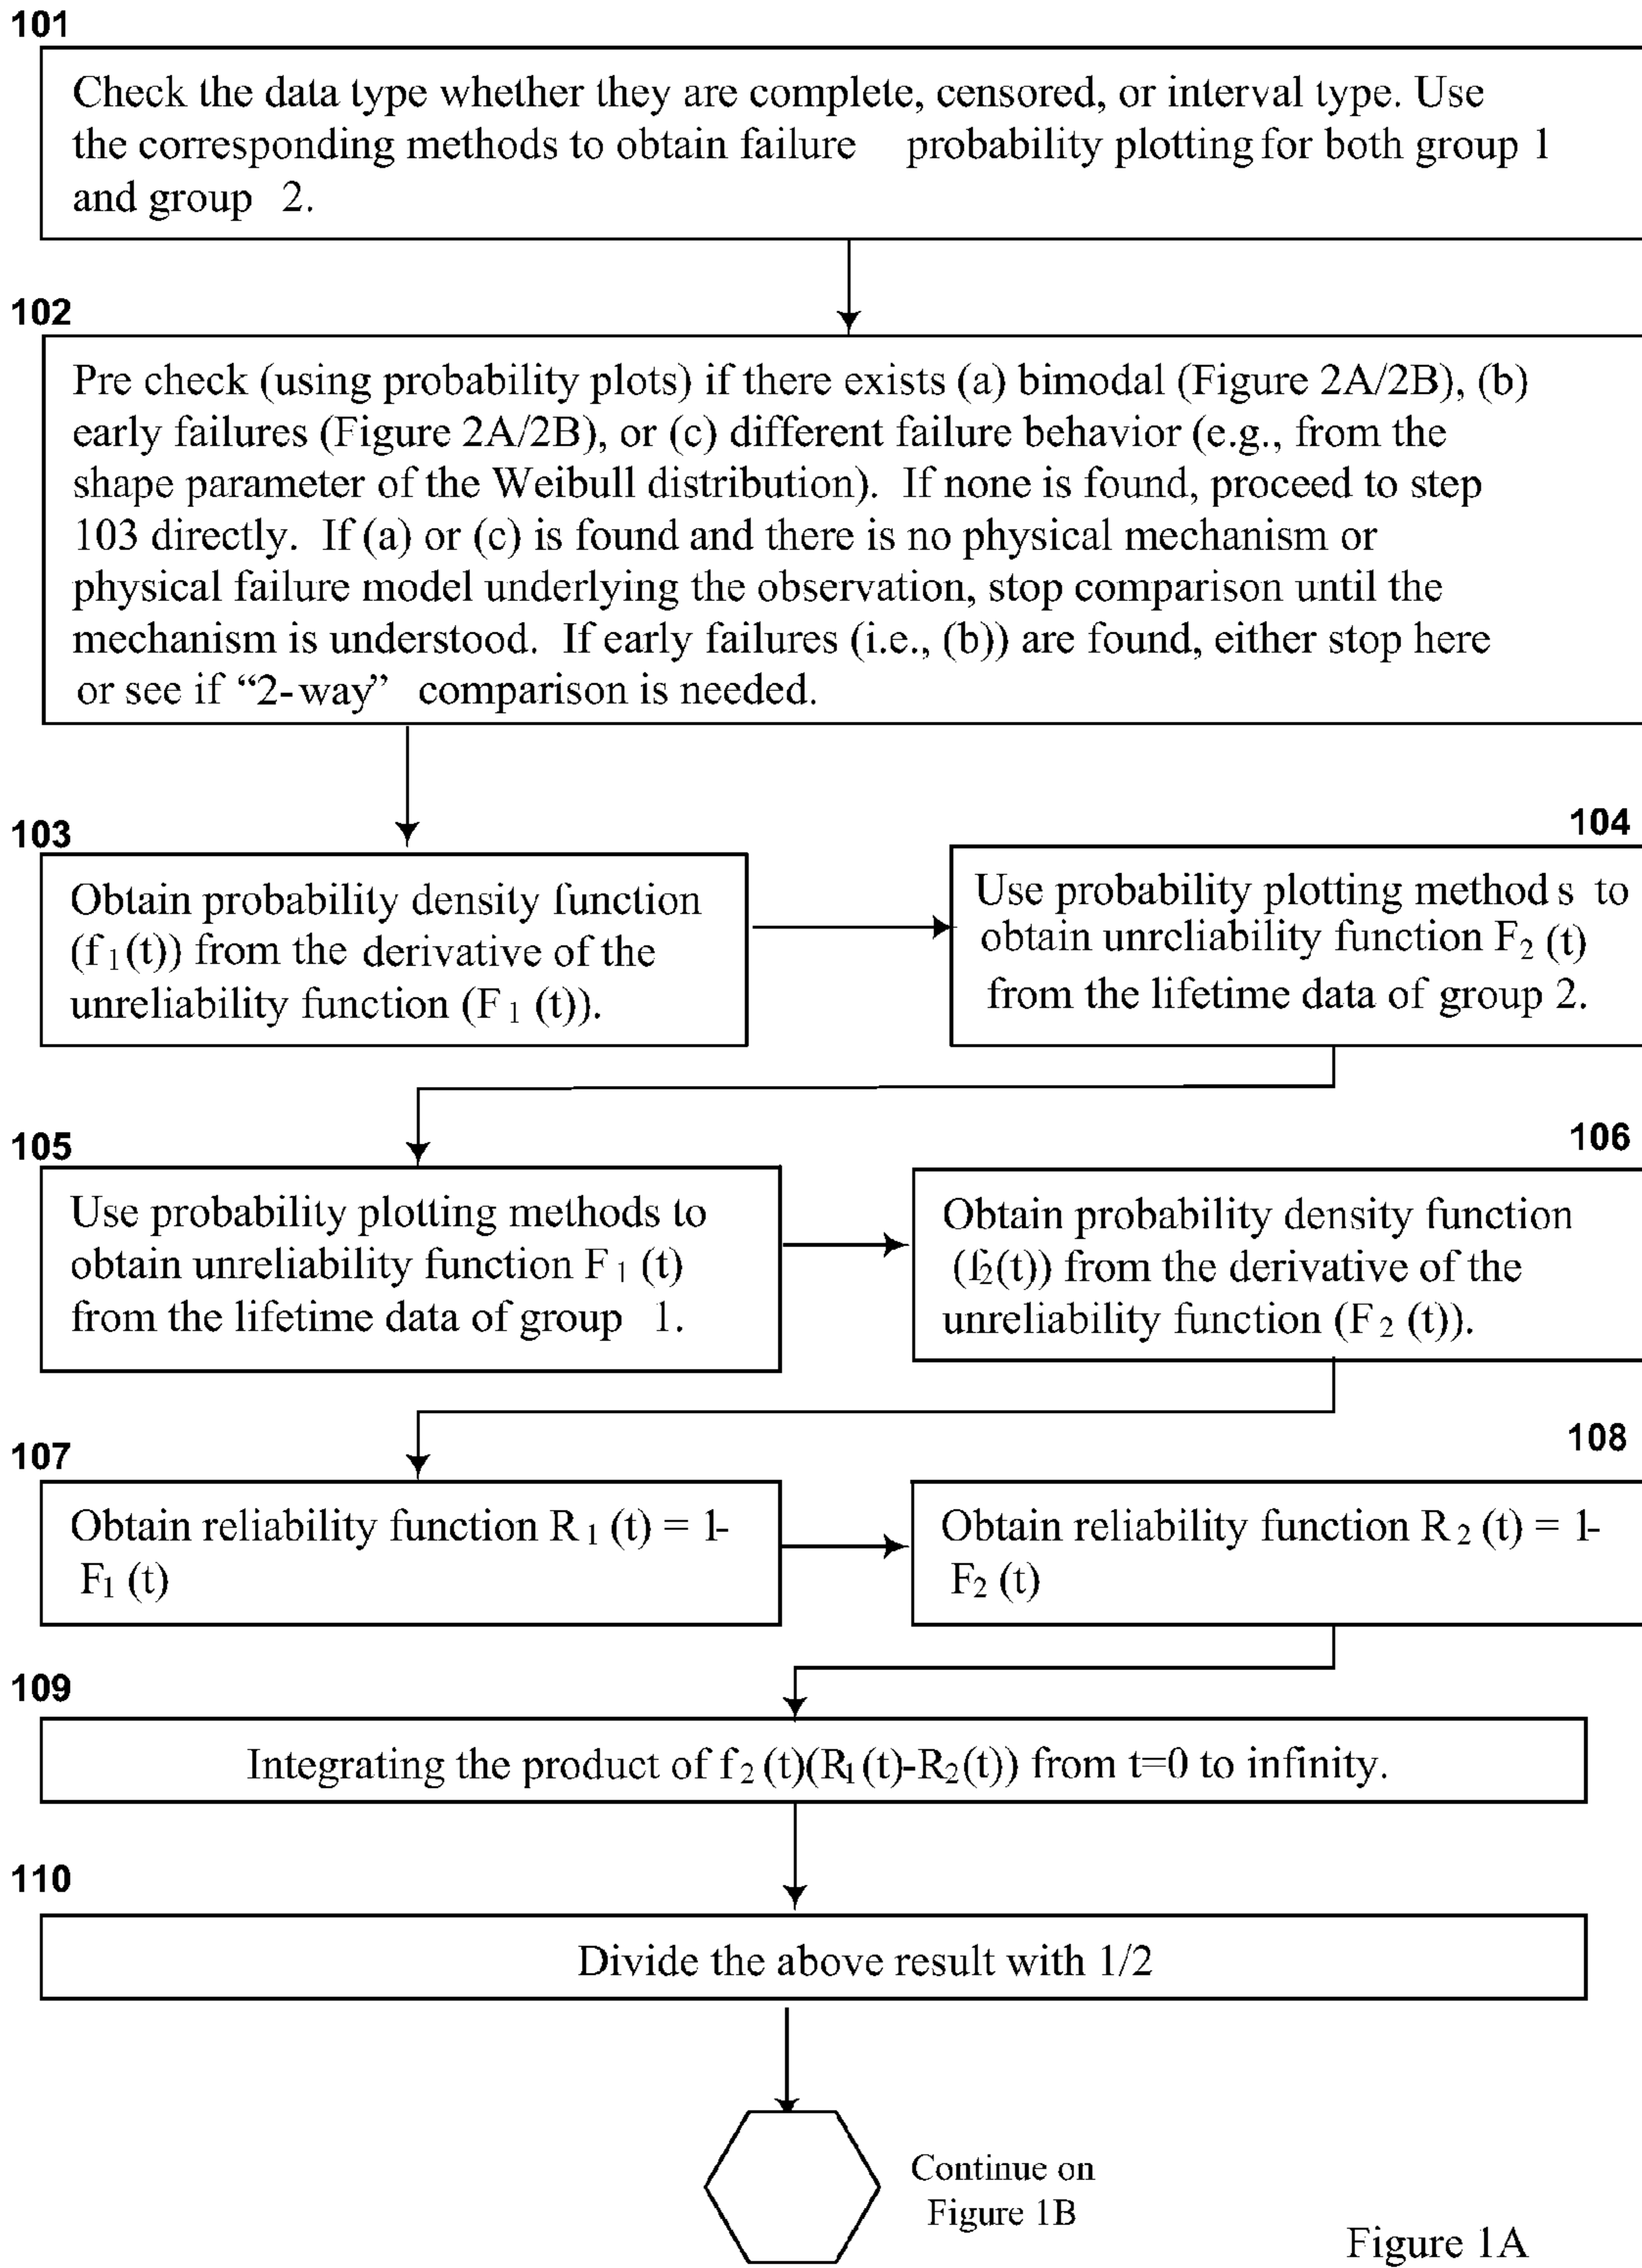 101
Check the data type whether they are complete, censored, or interval type. Use
the corresponding methods to obtain failure probability plotting for both group 1
and group 2.
102
Pre check (using probability plots) if there exists (a) bimodal (Figure 2A/2B), (b)
early failures (Figure 2A/2B), or (c) different failure behavior (e.g., from the
shape parameter of the Weibull distribution). If none is found, proceed to step
103 directly. If (a) or (c) is found and there is no physical mechanism or
physical failure model underlying the observation, stop comparison until the
mechanism is understood. If early failures (i.e., (b)) are found, either stop here
or see if “2-way” comparison is needed.
103
Obtain probability density function
(f 1(t)) from the derivative of the
unreliability function (F 1 (t)).
104
Use probability plotting method s to
obtain unreliability function F2 (t)
from the lifetime data of group 2.
105
Use probability plotting methods to
obtain unreliability function F 1 (t)
from the lifetime data of group 1.
106
Obtain probability density function
(f2(t)) from the derivative of the
unreliability function (F 2 (t)).
107
Obtain reliability function R 1 (t) = 1-
F1 (t)
108
Obtain reliability function R 2 (t) = 1-
F2 (t)
109
Integrating the product of f 2 (t)(R1(t)-R2(t)) from t=0 to infinity.
110
Divide the above result with 1/2
Continue on
Figure 1B
Figure 1A